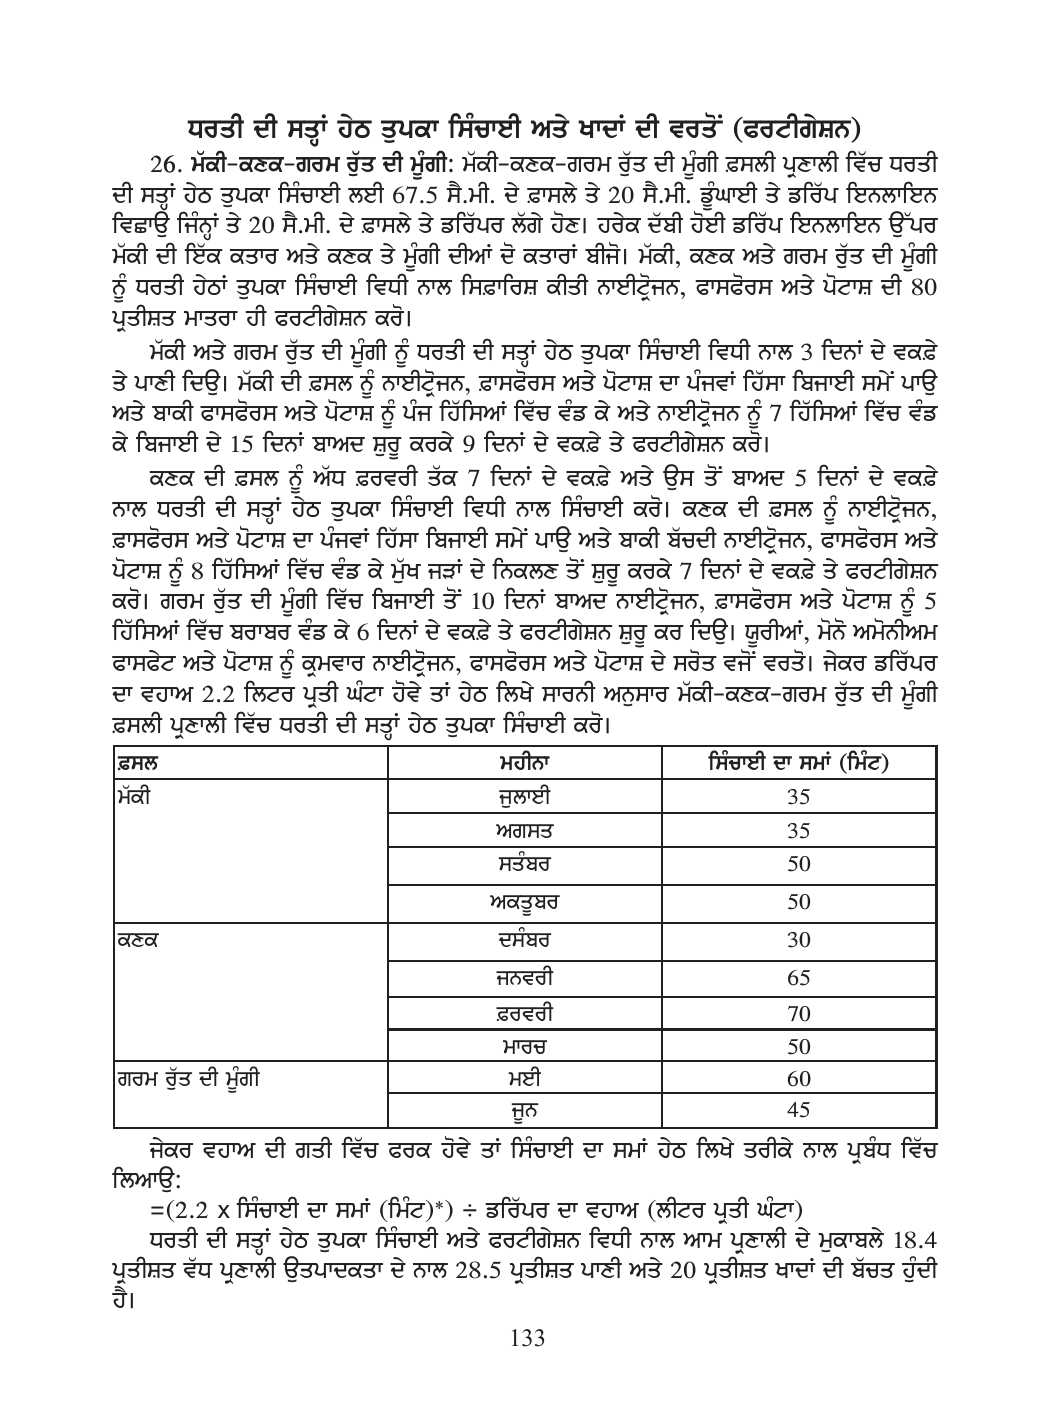 ਧਰਤੀ ਦੀ ਸਤ੍ਹਾਂ ਹੇਠ ਤੁਪਕਾ ਸਿੰਚਾਈ ਅਤੇ ਖਾਦਾਂ ਦੀ ਵਰਤੋਂ (ਫਰਟੀਗੇਸ਼ਨ)
26. ਮੱਕੀ-ਕਣਕ-ਗਰਮ ਰੁੱਤ ਦੀ ਮੂੰਗੀ: ਮੱਕੀ-ਕਣਕ-ਗਰਮ ਰੁੱਤ ਦੀ ਮੂੰਗੀ ਫ਼ਸਲੀ ਪ੍ਰਣਾਲੀ ਵਿੱਚ ਧਰਤੀ
ਦੀ ਸਤ੍ਹਾਂ ਹੇਠ ਤੁਪਕਾ ਸਿੰਚਾਈ ਲਈ 67.5 ਸੈ.ਮੀ. ਦੇ ਫ਼ਾਸਲੇ ਤੇ 20 ਸੈ.ਮੀ. ਡੂੰਘਾਈ ਤੇ ਡਰਿੱਪ ਇਨਲਾਇਨ
ਵਿਛਾਉ ਜਿੰਨ੍ਹਾਂ ਤੇ 20 ਸੈ.ਮੀ. ਦੇ ਫ਼ਾਸਲੇ ਤੇ ਡਰਿੱਪਰ ਲੱਗੇ ਹੋਣ। ਹਰੇਕ ਦੱਬੀ ਹੋਈ ਡਰਿੱਪ ਇਨਲਾਇਨ ਉੱਪਰ
ਮੱਕੀ ਦੀ ਇੱਕ ਕਤਾਰ ਅਤੇ ਕਣਕ ਤੇ ਮੂੰਗੀ ਦੀਆਂ ਦੋ ਕਤਾਰਾਂ ਬੀਜੋ। ਮੱਕੀ, ਕਣਕ ਅਤੇ ਗਰਮ ਰੁੱਤ ਦੀ ਮੂੰਗੀ
ਨੂੰ ਧਰਤੀ ਹੇਠਾਂ ਤੁਪਕਾ ਸਿੰਚਾਈ ਵਿਧੀ ਨਾਲ ਸਿਫ਼ਾਰਿਸ਼ ਕੀਤੀ ਨਾਈਟ੍ਰੋਜਨ, ਫਾਸਫੋਰਸ ਅਤੇ ਪੋਟਾਸ਼ ਦੀ 80
ਪ੍ਰਤੀਸ਼ਤ ਮਾਤਰਾ ਹੀ ਫਰਟੀਗੇਸ਼ਨ ਕਰੋ।
ਮੱਕੀ ਅਤੇ ਗਰਮ ਰੁੱਤ ਦੀ ਮੂੰਗੀ ਨੂੰ ਧਰਤੀ ਦੀ ਸਤ੍ਹਾਂ ਹੇਠ ਤੁਪਕਾ ਸਿੰਚਾਈ ਵਿਧੀ ਨਾਲ 3 ਦਿਨਾਂ ਦੇ ਵਕਫ਼ੇ
ਤੇ ਪਾਣੀ ਦਿਉ। ਮੱਕੀ ਦੀ ਫ਼ਸਲ ਨੂੰ ਨਾਈਟ੍ਰੋਜਨ, ਫ਼ਾਸਫੋਰਸ ਅਤੇ ਪੋਟਾਸ਼ ਦਾ ਪੰਜਵਾਂ ਹਿੱਸਾ ਬਿਜਾਈ ਸਮੇਂ ਪਾਉ
ਅਤੇ ਬਾਕੀ ਫਾਸਫੋਰਸ ਅਤੇ ਪੋਟਾਸ਼ ਨੂੰ ਪੰਜ ਹਿੱਸਿਆਂ ਵਿੱਚ ਵੰਡ ਕੇ ਅਤੇ ਨਾਈਟ੍ਰੋਜਨ ਨੂੰ 7 ਹਿੱਸਿਆਂ ਵਿੱਚ ਵੰਡ
ਕੇ ਬਿਜਾਈ ਦੇ 15 ਦਿਨਾਂ ਬਾਅਦ ਸ਼ੁਰੂ ਕਰਕੇ 9 ਦਿਨਾਂ ਦੇ ਵਕਫ਼ੇ ਤੇ ਫਰਟੀਗੇਸ਼ਨ ਕਰੋ।
ਕਣਕ ਦੀ ਫ਼ਸਲ ਨੂੰ ਅੱਧ ਫ਼ਰਵਰੀ ਤੱਕ 7 ਦਿਨਾਂ ਦੇ ਵਕਫ਼ੇ ਅਤੇ ਉਸ ਤੋਂ ਬਾਅਦ 5 ਦਿਨਾਂ ਦੇ ਵਕਫ਼ੇ
ਨਾਲ ਧਰਤੀ ਦੀ ਸਤ੍ਹਾਂ ਹੇਠ ਤੁਪਕਾ ਸਿੰਚਾਈ ਵਿਧੀ ਨਾਲ ਸਿੰਚਾਈ ਕਰੋ। ਕਣਕ ਦੀ ਫ਼ਸਲ ਨੂੰ ਨਾਈਟ੍ਰੋਜਨ,
ਫ਼ਾਸਫੋਰਸ ਅਤੇ ਪੋਟਾਸ਼ ਦਾ ਪੰਜਵਾਂ ਹਿੱਸਾ ਬਿਜਾਈ ਸਮੇਂ ਪਾਉ ਅਤੇ ਬਾਕੀ ਬੱਚਦੀ ਨਾਈਟ੍ਰੋਜਨ, ਫਾਸਫੋਰਸ ਅਤੇ
ਪੋਟਾਸ਼ ਨੂੰ 8 ਹਿੱਸਿਆਂ ਵਿੱਚ ਵੰਡ ਕੇ ਮੁੱਖ ਜੜਾਂ ਦੇ ਨਿਕਲਣ ਤੋਂ ਸ਼ੁਰੂ ਕਰਕੇ 7 ਦਿਨਾਂ ਦੇ ਵਕਫ਼ੇ ਤੇ ਫਰਟੀਗੇਸ਼ਨ
ਕਰੋ। ਗਰਮ ਰੁੱਤ ਦੀ ਮੂੰਗੀ ਵਿੱਚ ਬਿਜਾਈ ਤੋਂ 10 ਦਿਨਾਂ ਬਾਅਦ ਨਾਈਟ੍ਰੋਜਨ, ਫ਼ਾਸਫੋਰਸ ਅਤੇ ਪੋਟਾਸ਼ ਨੂੰ 5
ਹਿੱਸਿਆਂ ਵਿੱਚ ਬਰਾਬਰ ਵੰਡ ਕੇ 6 ਦਿਨਾਂ ਦੇ ਵਕਫ਼ੇ ਤੇ ਫਰਟੀਗੇਸ਼ਨ ਸ਼ੁਰੂ ਕਰ ਦਿਉ। ਯੂਰੀਆਂ, ਮੋਨੋ ਅਮੋਨੀਅਮ
ਫਾਸਫੇਟ ਅਤੇ ਪੋਟਾਸ਼ ਨੂੰ ਕ੍ਰਮਵਾਰ ਨਾਈਟ੍ਰੋਜਨ, ਫਾਸਫੋਰਸ ਅਤੇ ਪੋਟਾਸ਼ ਦੇ ਸਰੋਤ ਵਜੋਂ ਵਰਤੋ। ਜੇਕਰ ਡਰਿੱਪਰ
ਦਾ ਵਹਾਅ 2.2 ਲਿਟਰ ਪ੍ਰਤੀ ਘੰਟਾ ਹੋਵੇ ਤਾਂ ਹੇਠ ਲਿਖੇ ਸਾਰਨੀ ਅਨੁਸਾਰ ਮੱਕੀ-ਕਣਕ-ਗਰਮ ਰੁੱਤ ਦੀ ਮੂੰਗੀ
ਫ਼ਸਲੀ ਪ੍ਰਣਾਲੀ ਵਿੱਚ ਧਰਤੀ ਦੀ ਸਤ੍ਹਾਂ ਹੇਠ ਤੁਪਕਾ ਸਿੰਚਾਈ ਕਰੋ।
ਫ਼ਸਲ ਮਹੀਨਾ ਸਿੰਚਾਈ ਦਾ ਸਮਾਂ (ਮਿੰਟ)
ਮੱਕੀ ਜੁਲਾਈ 35
ਅਗਸਤ 35
ਸਤੰਬਰ 50
ਅਕਤੂਬਰ 50
ਕਣਕ ਦਸੰਬਰ 30
ਜਨਵਰੀ 65
ਫ਼ਰਵਰੀ 70
ਮਾਰਚ 50
ਗਰਮ ਰੁੱਤ ਦੀ ਮੂੰਗੀ ਮਈ 60
ਜੂਨ 45
ਜੇਕਰ ਵਹਾਅ ਦੀ ਗਤੀ ਵਿੱਚ ਫਰਕ ਹੋਵੇ ਤਾਂ ਸਿੰਚਾਈ ਦਾ ਸਮਾਂ ਹੇਠ ਲਿਖੇ ਤਰੀਕੇ ਨਾਲ ਪ੍ਰਬੰਧ ਵਿੱਚ
ਲਿਆਉ:
=(2.2 x ਸਿੰਚਾਈ ਦਾ ਸਮਾਂ (ਮਿੰਟ)*) ÷ ਡਰਿੱਪਰ ਦਾ ਵਹਾਅ (ਲੀਟਰ ਪ੍ਰਤੀ ਘੰਟਾ)
ਧਰਤੀ ਦੀ ਸਤ੍ਹਾਂ ਹੇਠ ਤੁਪਕਾ ਸਿੰਚਾਈ ਅਤੇ ਫਰਟੀਗੇਸ਼ਨ ਵਿਧੀ ਨਾਲ ਆਮ ਪ੍ਰਣਾਲੀ ਦੇ ਮੁਕਾਬਲੇ 18.4
ਪ੍ਰਤੀਸ਼ਤ ਵੱਧ ਪ੍ਰਣਾਲੀ ਉਤਪਾਦਕਤਾ ਦੇ ਨਾਲ 28.5 ਪ੍ਰਤੀਸ਼ਤ ਪਾਣੀ ਅਤੇ 20 ਪ੍ਰਤੀਸ਼ਤ ਖਾਦਾਂ ਦੀ ਬੱਚਤ ਹੁੰਦੀ
ਹੈ।
133